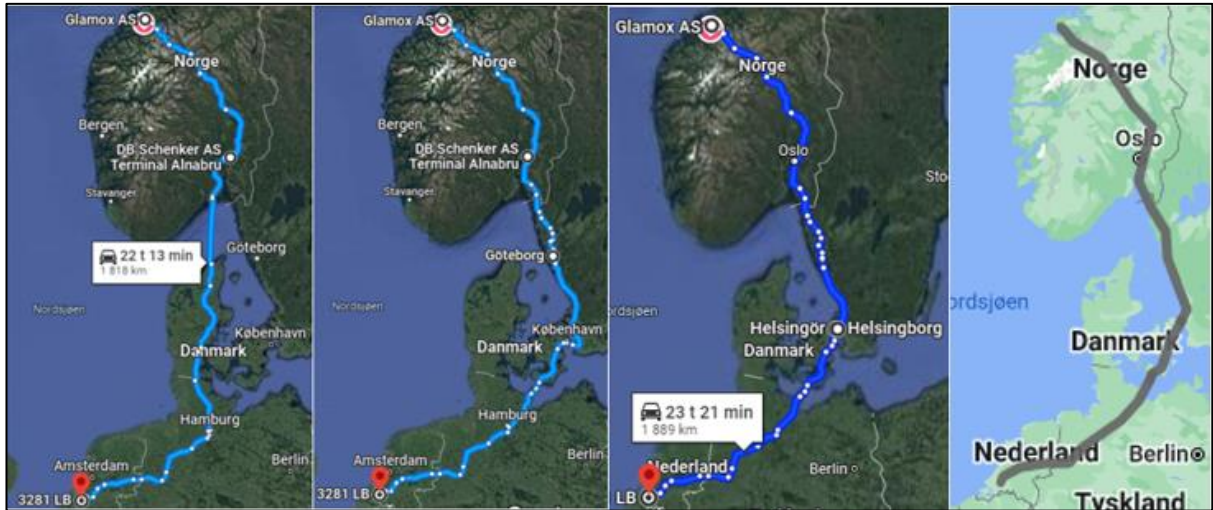 Glamox AS
Norge
Bergen
DB Schenker AS
Terminal Alnabru
Stavanger
Göteborg
22 t 13 min
1 818 km
Nordsjøen
København
Danmark
Hamburg
Amsterdam
Berlin
3281 LB
Glamox AS
Norge
Bergen
DB Schenker AS
Terminal Alnabru
Stavanger
Göteborg
Nordsjøen
København
Danmark
Hamburg
Amsterdam
Berlin
3281 LB
Glamox AS
Norge
Oslo
Sto
rdsjøen
Helsingör
Helsingborg
Danmark
23 t 21 min
1 889 km
Nederland
Berlin
LB
Norge
Oslo
ordsjøen
Danmark
Nederland
Berlin
Tyskland